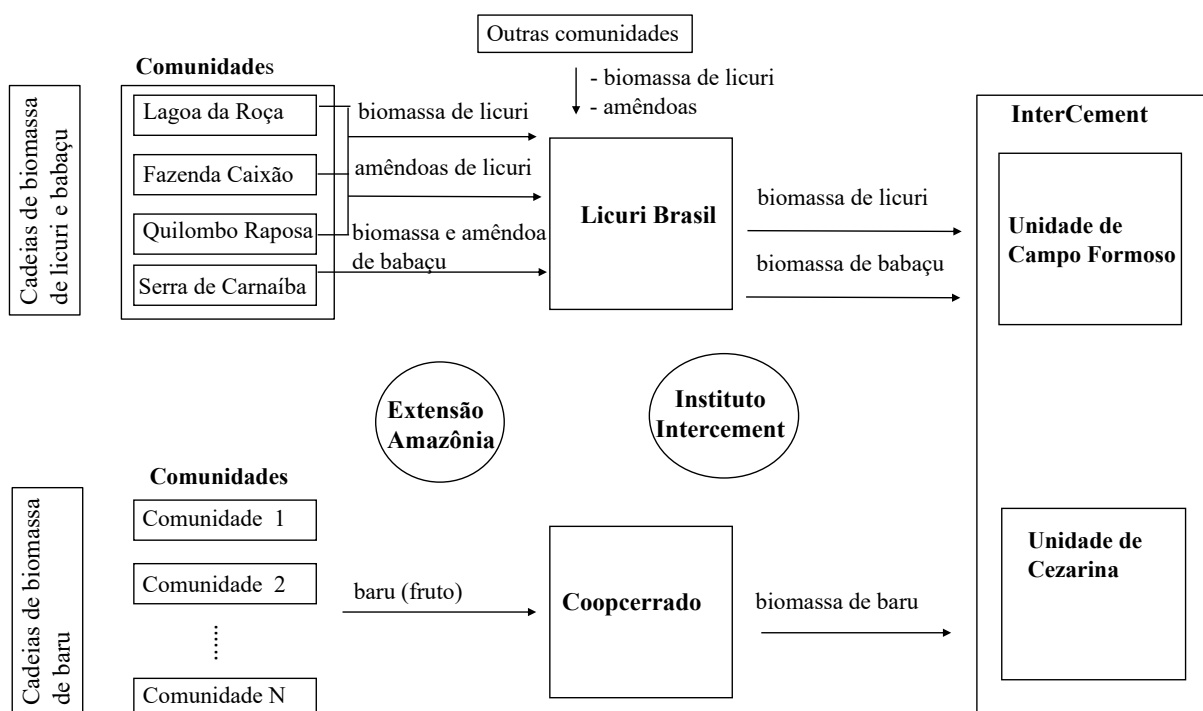 Outras comunidades
- biomassa de licuri
- amêndoas
Cadeias de biomassa
de licuri e babaçu
Comunidades
Lagoa da Roça
Fazenda Caixão
Quilombo Raposa
Serra de Carnaíba
biomassa de licuri
amêndoas de licuri
biomassa e amêndoa
de babaçu
Licuri Brasil
biomassa de licuri
biomassa de babaçu
InterCement
Unidade de
Campo Formoso
Extensão
Amazônia
Instituto
Intercement
Cadeias de biomassa
de baru
Comunidades
Comunidade 1
Comunidade 2
......
Comunidade N
baru (fruto)
Coopcerrado
biomassa de baru
Unidade de
Cezarina